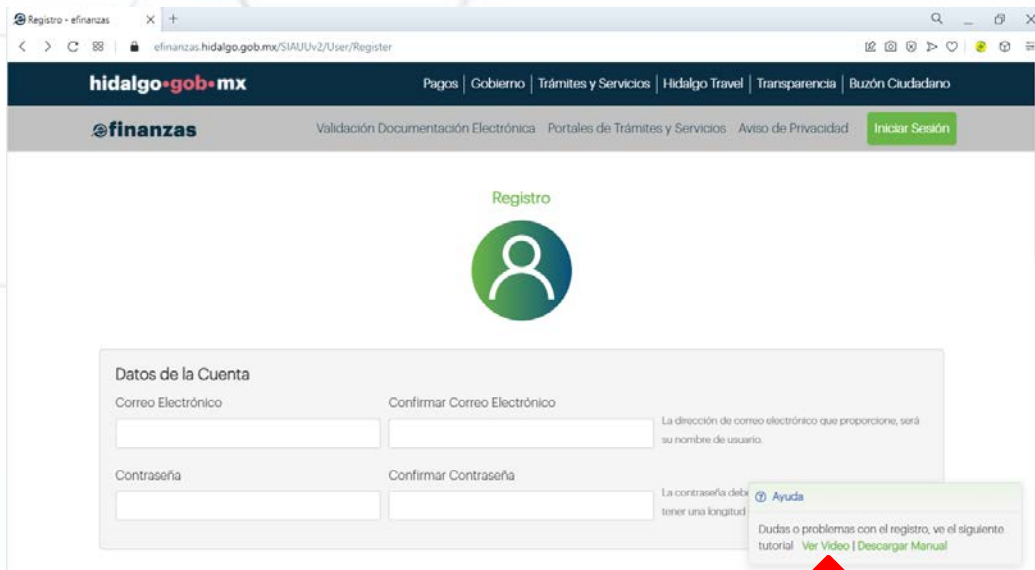 Registro - efinanzas
efinanzas.hidalgo.gob.mx/SIAUUv2/User/Register
hidalgo•gob•mx
Pagos | Gobierno | Trámites y Servicios | Hidalgo Travel | Transparencia | Buzón Ciudadano
efinanzas
Validación Documentación Electrónica Portales de Trámites y Servicios Aviso de Privacidad Iniciar Sesión
Registro
Datos de la Cuenta
Correo Electrónico Confirmar Correo Electrónico
La dirección de correo electrónico que proporcione, será
su nombre de usuario.
Contraseña Confirmar Contraseña
La contraseña
tener una longitud
Ayuda
Dudas o problemas con el registro, ve el siguiente
tutorial Ver Video | Descargar Manual